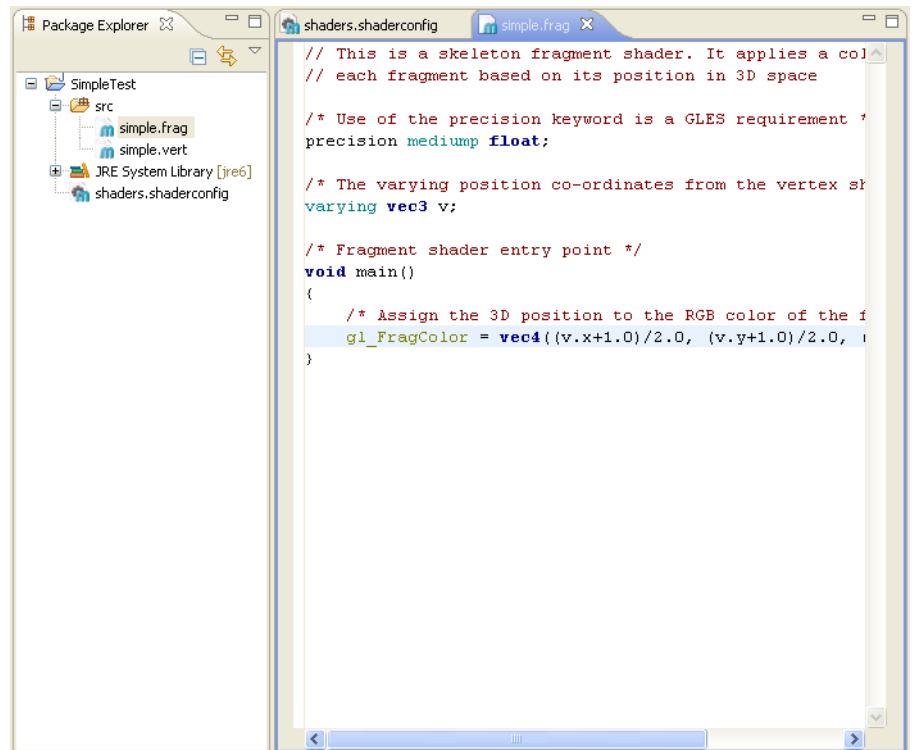 Package Explorer
SimpleTest
src
simple.frag
simple.vert
JRE System Library [jre6]
shaders.shaderconfig
shaders.shaderconfig simple.frag
// This is a skeleton fragment shader. It applies a col
// each fragment based on its position in 3D space
/* Use of the precision keyword is a GLES requirement *
precision mediump float;
/* The varying position co-ordinates from the vertex sh
varying vec3 v;
/* Fragment shader entry point */
void main()
{
/* Assign the 3D position to the RGB color of the f
gl_FragColor = vec4((v.x+1.0)/2.0, (v.y+1.0)/2.0,
}